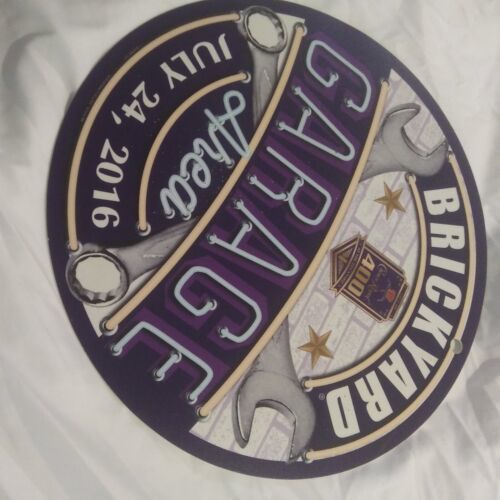 BRICKYARD®
400
GARAGE
Area
JULY 24, 2016